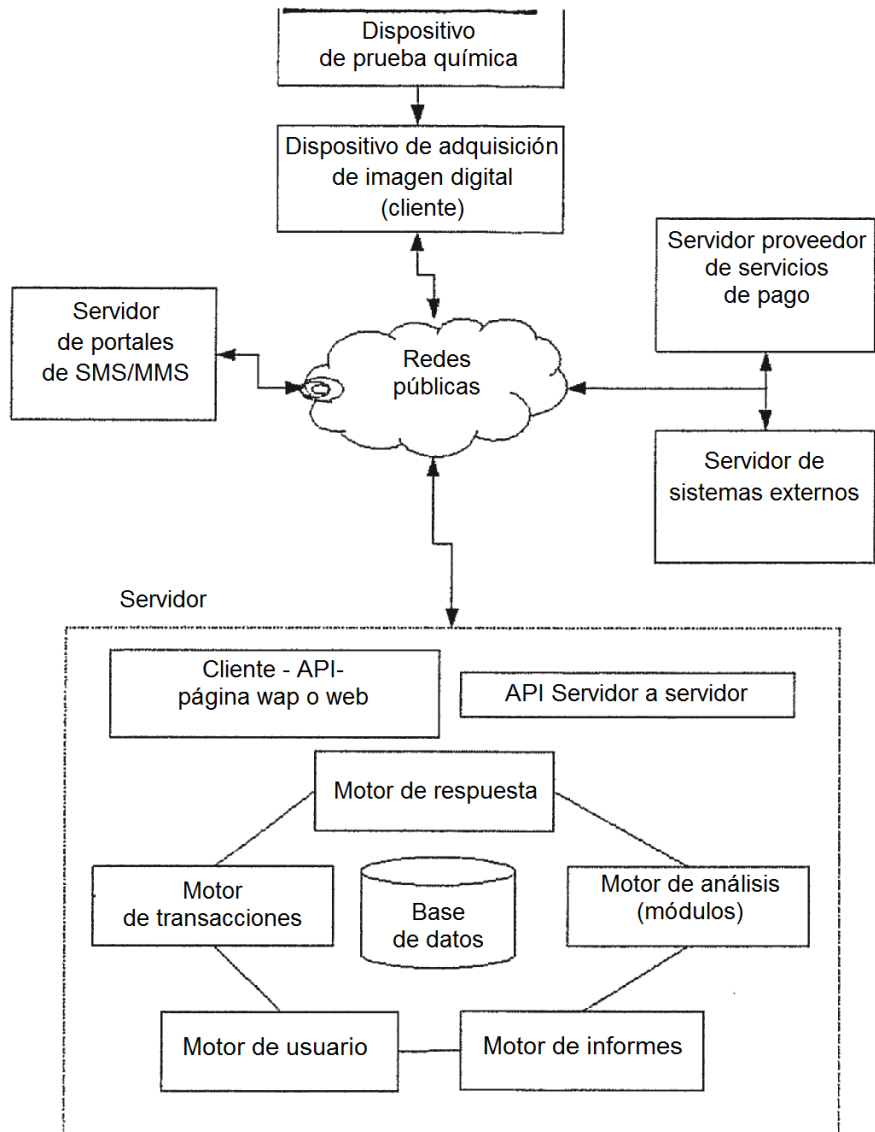 Dispositivo
de prueba química
Dispositivo de adquisición
de imagen digital
(cliente)
Servidor proveedor
de servicios
de pago
Servidor
de portales
de SMS/MMS
Redes
públicas
Servidor de
sistemas externos
Servidor
Cliente - API-
página wap o web
API Servidor a servidor
Motor de respuesta
Motor
de transacciones
Base
de datos
Motor de análisis
(módulos)
Motor de usuario
Motor de informes